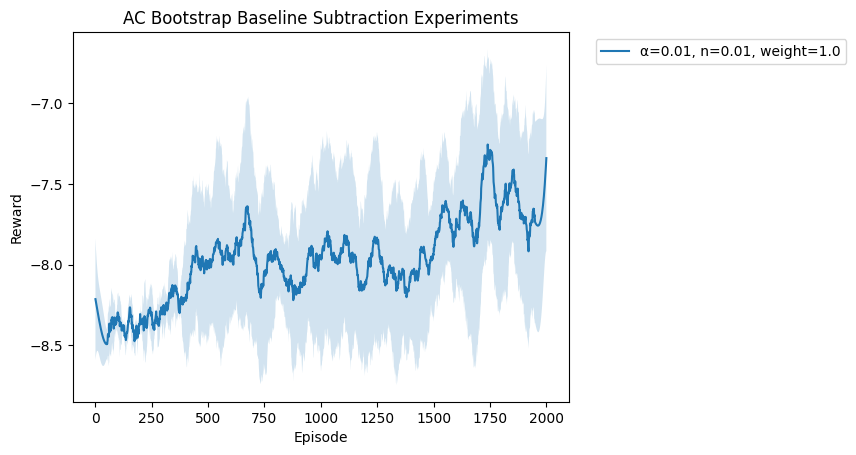 AC Bootstrap Baseline Subtraction Experiments
α=0.01, n=0.01, weight=1.0
Reward
−7.0
−7.5
−8.0
−8.5
0 250 500 750 1000 1250 1500 1750 2000
Episode